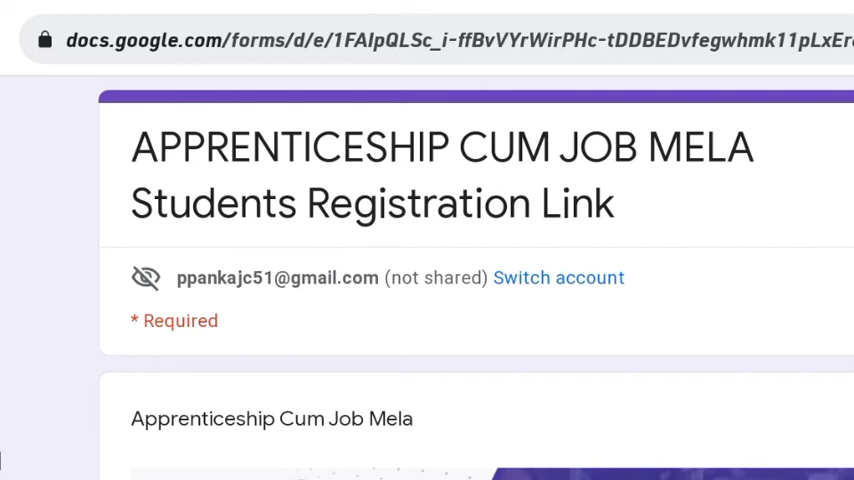 docs.google.com/forms/d/e/1FAIpQLSc_i-ffBvVYrWirPHc-tDDBEDvfegwhmk11pLxEr
APPRENTICESHIP CUM JOB MELA
Students Registration Link
ppankajc51@gmail.com (not shared) Switch account
* Required
Apprenticeship Cum Job Mela